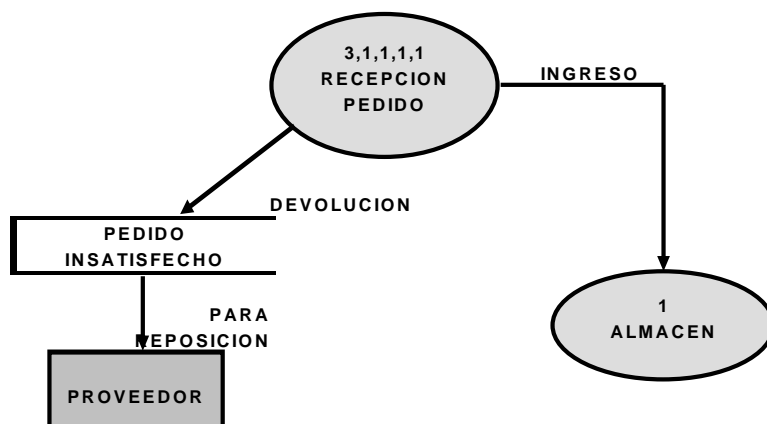 3,1,1,1,1
RECEPCION
PEDIDO
INGRESO
DEVOLUCION
PEDIDO
INSATISFECHO
PARA
REPOSICION
1
ALMACEN
PROVEEDOR